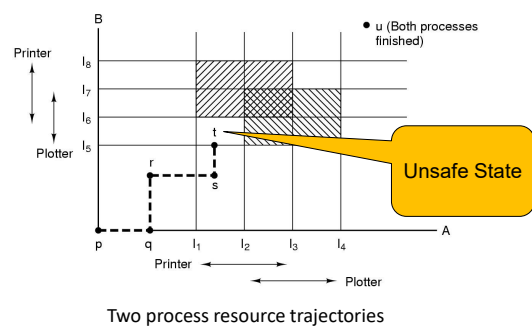 B
u (Both processes
finished)
Printer
I8
I7
I6
Plotter
I5
t
Unsafe State
r
s
p
q
I1
I2
I3
I4
A
Printer
Plotter
Two process resource trajectories